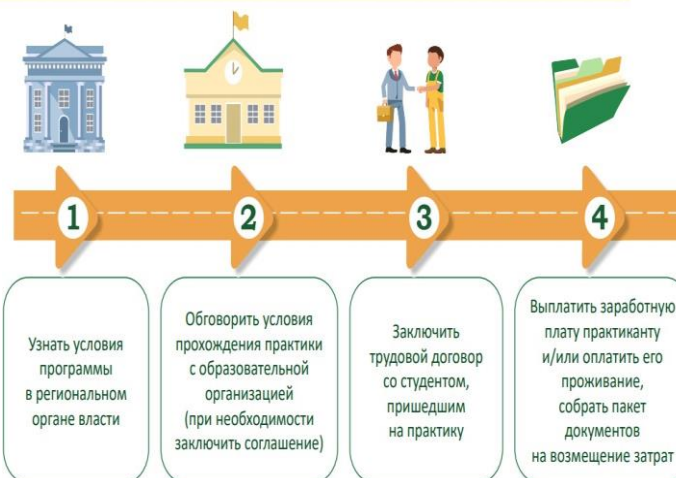 1
2
3
4
Узнать условия
программы
в региональном
органе власти
Обговорить условия
прохождения практики
с образовательной
организацией
(при необходимости
заключить соглашение)
Заключить
трудовой договор
со студентом,
пришедшим
на практику
Выплатить заработную
плату практиканту
и/или оплатить его
проживание,
собрать пакет
документов
на возмещение затрат